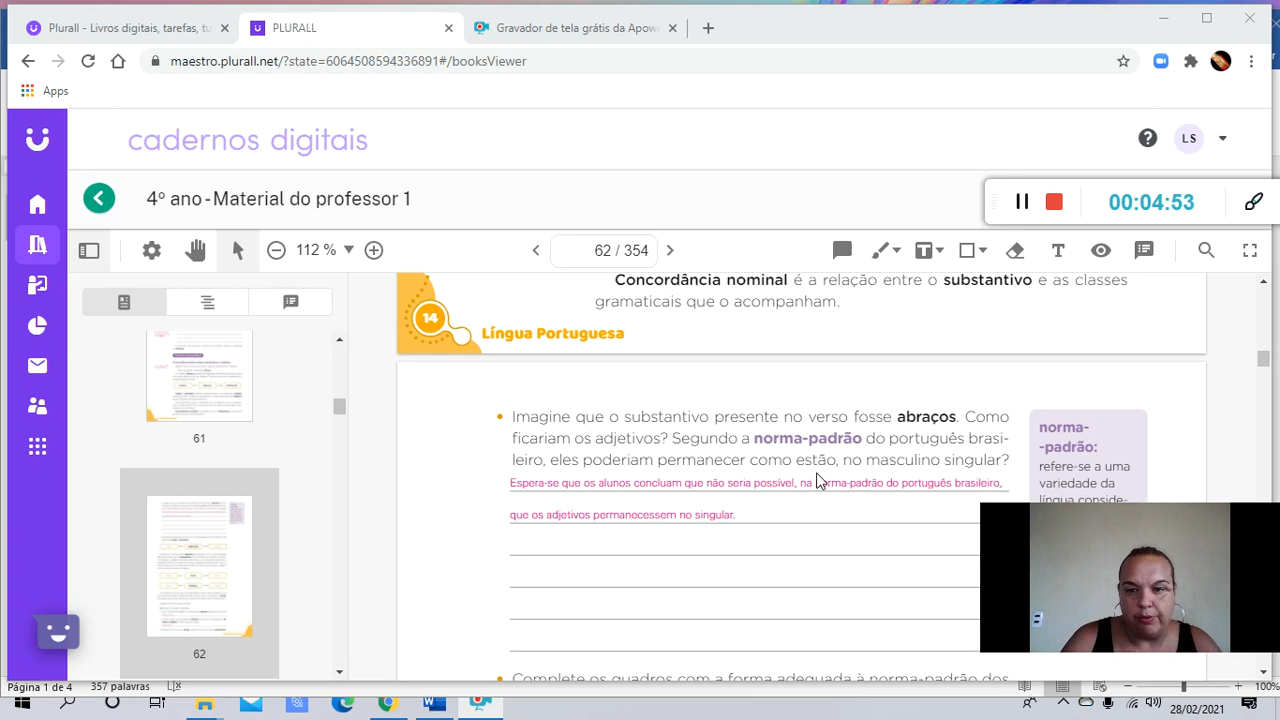 Plurall - Livros digitais, tarefas, tu
PLURALL
Gravador de tela grátis da Apowe
maestro.plurall.net/?state=6064508594336891#/booksViewer
Apps
cadernos digitais
LS
4º ano - Material do professor 1
00:04:53
112 %
62 / 354
Concordância nominal é a relação entre o substantivo e as classes
gramaticais que o acompanham.
14
Língua Portuguesa
61
62
• Imagine que o substantivo presente no verso fosse abraços. Como
ficariam os adjetivos? Segundo a norma-padrão do português brasi-
leiro, eles poderiam permanecer como estão, no masculino singular?
Espera-se que os alunos concluam que não seria possível, na norma-padrão do português brasileiro,
que os adjetivos permanecessem no singular.
norma-
-padrão:
refere-se a uma
variedade da
língua conside-
• Complete os quadros com a forma adequada à norma-padrão dos
Página 1 de 4
357 palavras
100%
28/02/2021